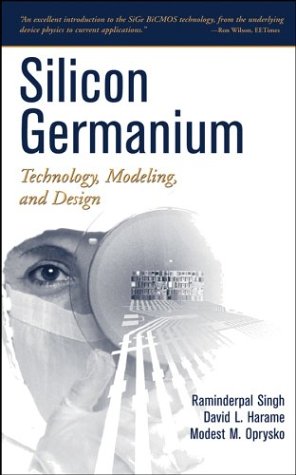 "An excellent introduction to the SiGe BiCMOS technology, from the underlying
device physics to current applications."
—Ron Wilson, EETimes
Silicon
Germanium
Technology, Modeling,
and Design
Raminderpal Singh
David L. Harame
Modest M. Oprysko